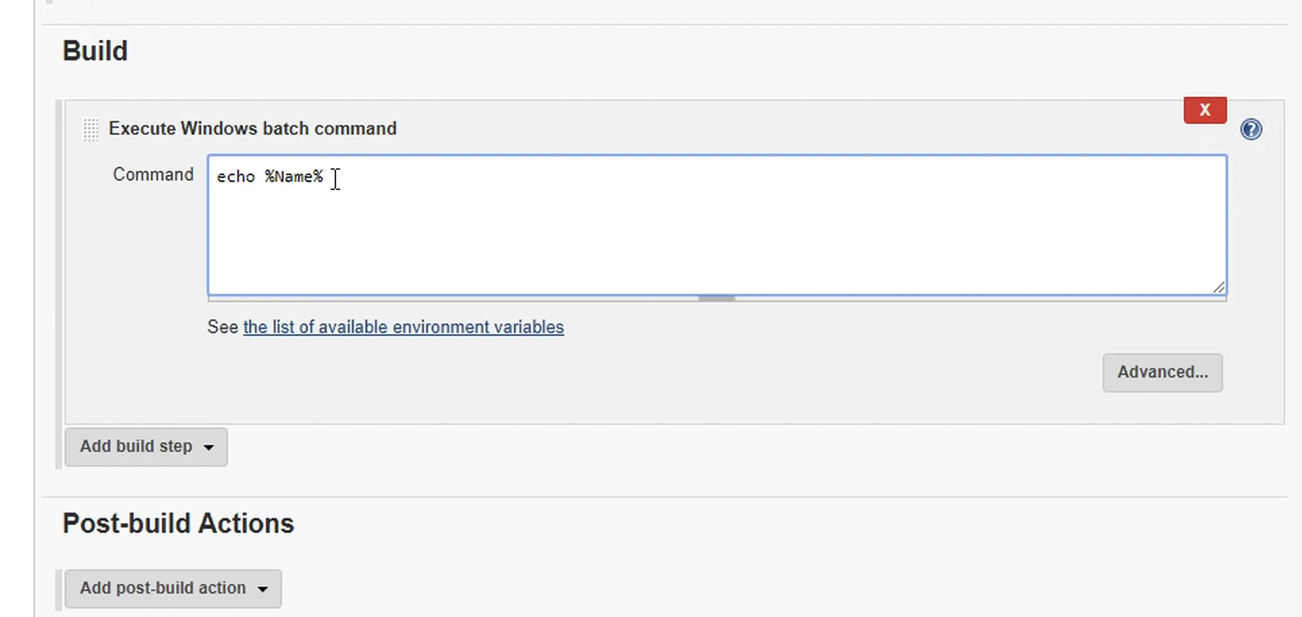 Build
X
Execute Windows batch command
?
Command
echo %Name%
See the list of available environment variables
Advanced...
Add build step
Post-build Actions
Add post-build action